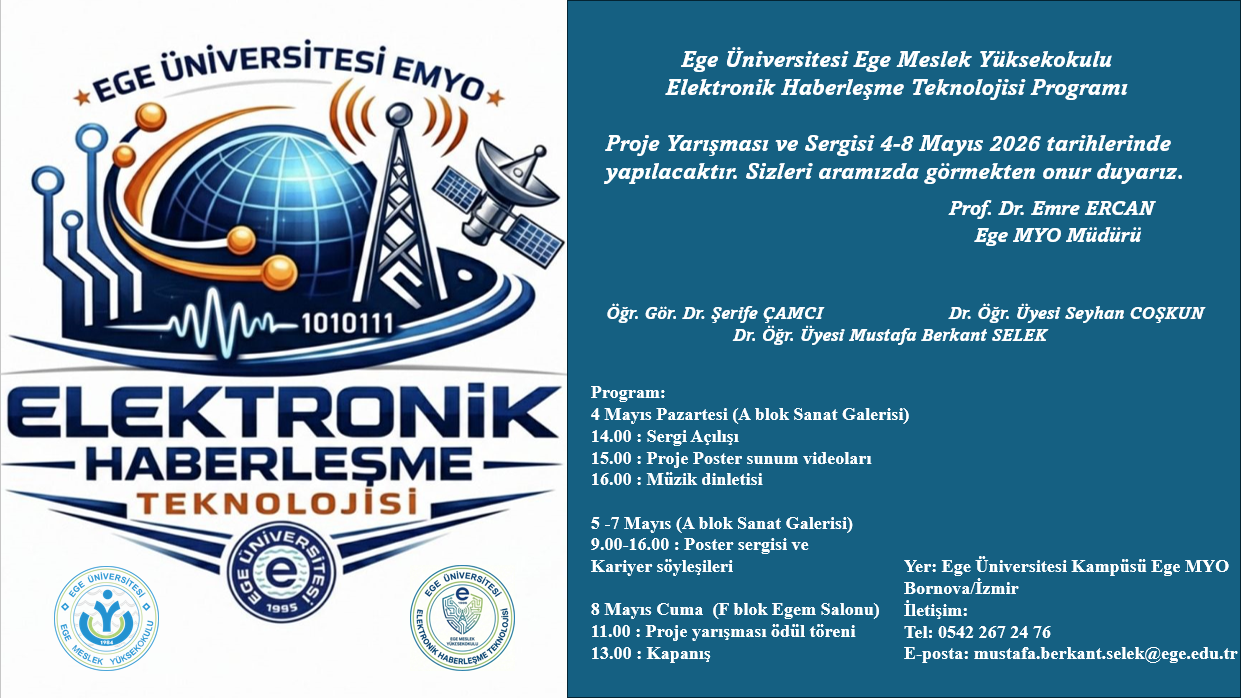 EGE ÜNİVERSİTESİ EMYO
1010111
ELEKTRONİK
HABERLEŞME
TEKNOLOJİSİ
EGE ÜNİVERSİTESİ
e
1995
EGE ÜNİVERSİTESİ
1984
EGE MESLEK YÜKSEKOKULU
EGE ÜNİVERSİTESİ
e
EGE MESLEK
YÜKSEKOKULU
ELEKTRONİK HABERLEŞME TEKNOLOJİSİ
Ege Üniversitesi Ege Meslek Yüksekokulu
Elektronik Haberleşme Teknolojisi Programı
Proje Yarışması ve Sergisi 4-8 Mayıs 2026 tarihlerinde
yapılacaktır. Sizleri aramızda görmekten onur duyarız.
Prof. Dr. Emre ERCAN
Ege MYO Müdürü
Öğr. Gör. Dr. Şerife ÇAMCI Dr. Öğr. Üyesi Seyhan COŞKUN
Dr. Öğr. Üyesi Mustafa Berkant SELEK
Program:
4 Mayıs Pazartesi (A blok Sanat Galerisi)
14.00 : Sergi Açılışı
15.00 : Proje Poster sunum videoları
16.00 : Müzik dinletisi
5 -7 Mayıs (A blok Sanat Galerisi)
9.00-16.00 : Poster sergisi ve
Kariyer söyleşileri
8 Mayıs Cuma (F blok Egem Salonu)
11.00 : Proje yarışması ödül töreni
13.00 : Kapanış
Yer: Ege Üniversitesi Kampüsü Ege MYO
Bornova/İzmir
İletişim:
Tel: 0542 267 24 76
E-posta: mustafa.berkant.selek@ege.edu.tr